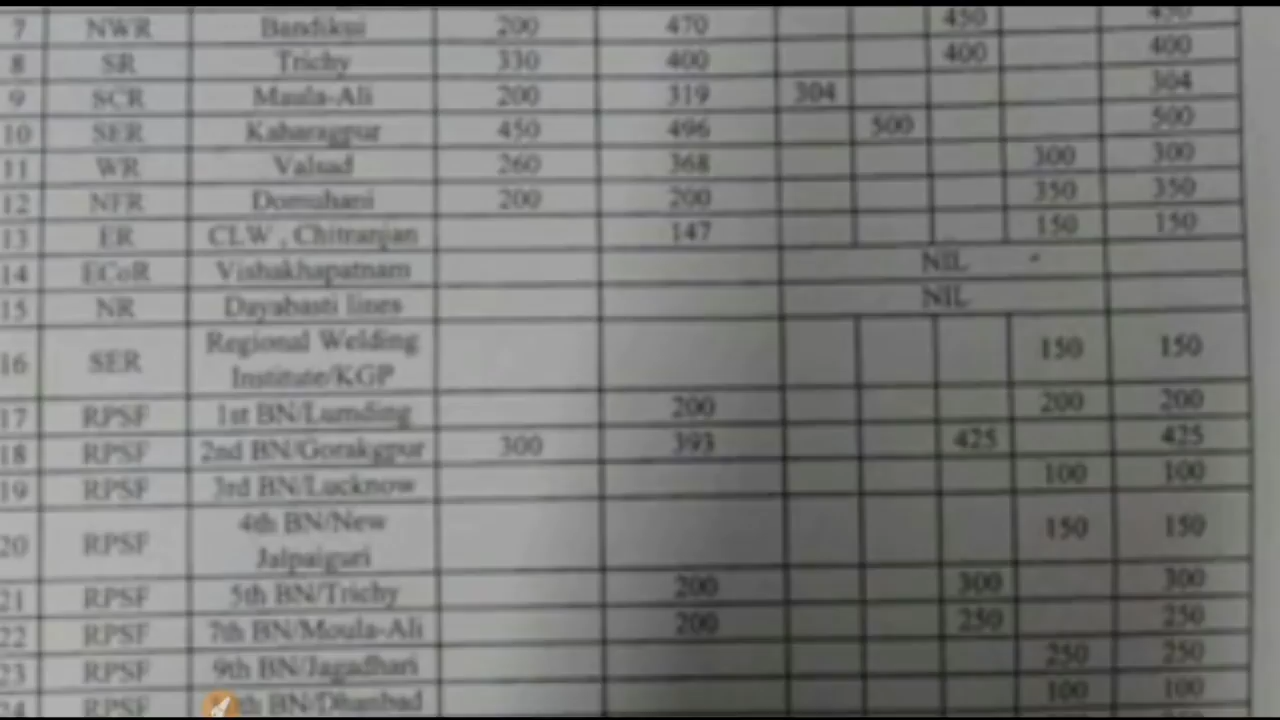 7 NWR Bandikui 200 470 450 450
8 SR Trichy 330 400 400 400
9 SCR Maula-Ali 200 319 304 304
10 SER Kaharagpur 450 496 500 500
11 WR Valsad 260 368 300 300
12 NFR Domuhani 200 200 350 350
13 ER CLW , Chitranjan 147 150 150
14 ECoR Vishakhapatnam NIL
15 NR Dayabasti lines NIL
16 SER Regional Welding 150 150
Institute/KGP
17 RPSF 1st BN/Lumding 200 200 200
18 RPSF 2nd BN/Gorakgpur 300 393 425 425
19 RPSF 3rd BN/Lucknow 100 100
20 RPSF 4th BN/New 150 150
Jalpaiguri
21 RPSF 5th BN/Trichy 200 300 300
22 RPSF 7th BN/Moula-Ali 200 250 250
23 RPSF 9th BN/Jagadhari 250 250
24 RPSF BN/Dhanbad 100 100